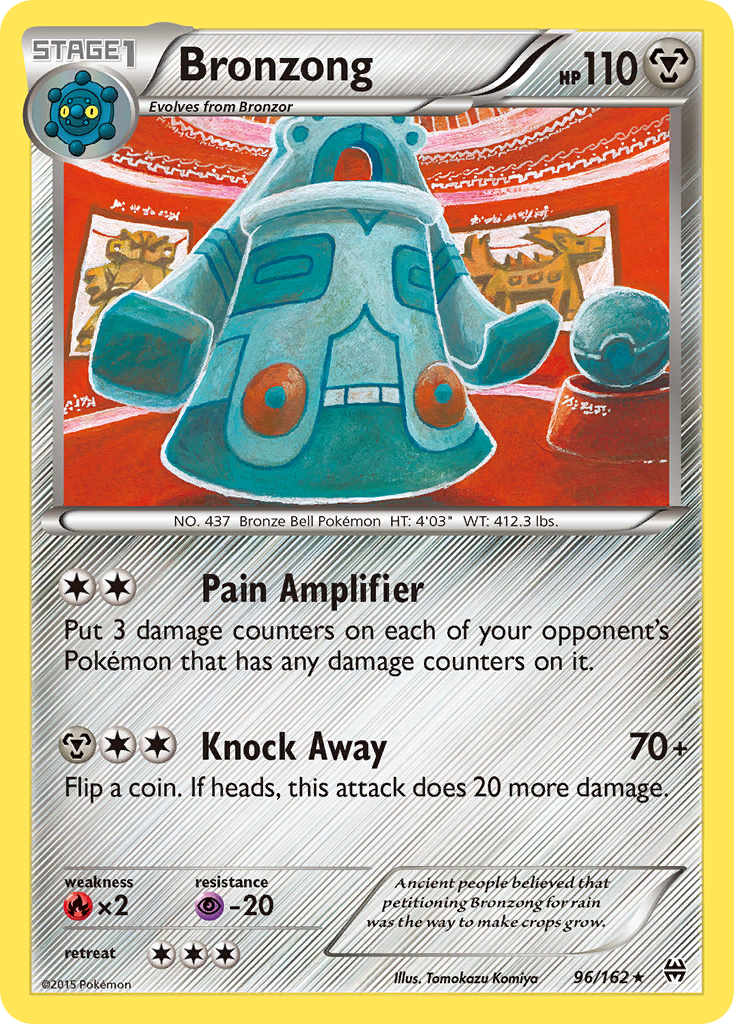 STAGE1
Bronzong
HP110
Evolves from Bronzor
NO. 437 Bronze Bell Pokémon HT: 4'03" WT: 412.3 lbs.
Pain Amplifier
Put 3 damage counters on each of your opponent's
Pokémon that has any damage counters on it.
Knock Away 70+
Flip a coin. If heads, this attack does 20 more damage.
weakness
×2
resistance
-20
retreat
Ancient people believed that
petitioning Bronzong for rain
was the way to make crops grow.
©2015 Pokémon
Illus. Tomokazu Komiya
96/162★